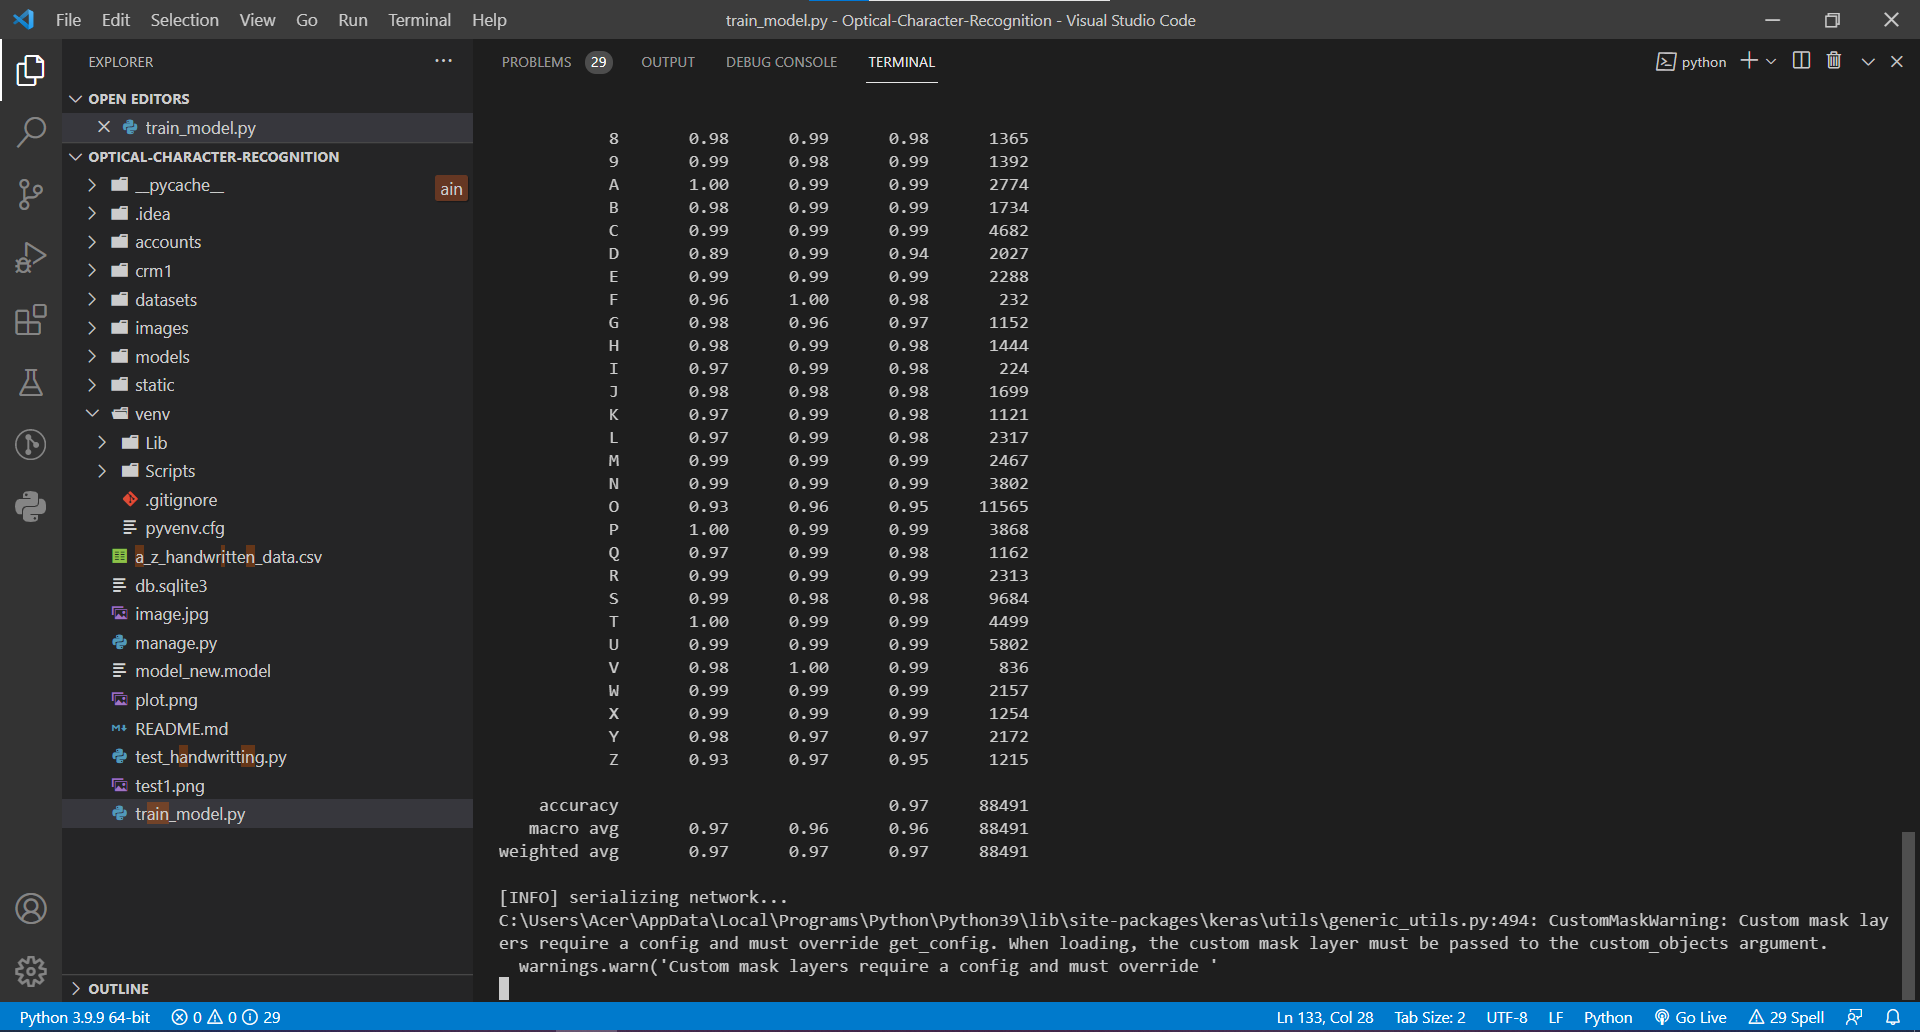 File Edit Selection View Go Run Terminal Help
train_model.py - Optical-Character-Recognition - Visual Studio Code
EXPLORER ···
OPEN EDITORS
train_model.py
OPTICAL-CHARACTER-RECOGNITION
__pycache__
ain
.idea
accounts
crm1
datasets
images
models
static
venv
Lib
Scripts
.gitignore
pyvenv.cfg
a_z_handwritten_data.csv
db.sqlite3
image.jpg
manage.py
model_new.model
plot.png
README.md
test_handwritting.py
test1.png
train_model.py
OUTLINE
PROBLEMS 29 OUTPUT DEBUG CONSOLE TERMINAL
python
8 0.98 0.99 0.98 1365
9 0.99 0.98 0.99 1392
A 1.00 0.99 0.99 2774
B 0.98 0.99 0.99 1734
C 0.99 0.99 0.99 4682
D 0.89 0.99 0.94 2027
E 0.99 0.99 0.99 2288
F 0.96 1.00 0.98 232
G 0.98 0.96 0.97 1152
H 0.98 0.99 0.98 1444
I 0.97 0.99 0.98 224
J 0.98 0.98 0.98 1699
K 0.97 0.99 0.98 1121
L 0.97 0.99 0.98 2317
M 0.99 0.99 0.99 2467
N 0.99 0.99 0.99 3802
O 0.93 0.96 0.95 11565
P 1.00 0.99 0.99 3868
Q 0.97 0.99 0.98 1162
R 0.99 0.99 0.99 2313
S 0.99 0.98 0.98 9684
T 1.00 0.99 0.99 4499
U 0.99 0.99 0.99 5802
V 0.98 1.00 0.99 836
W 0.99 0.99 0.99 2157
X 0.99 0.99 0.99 1254
Y 0.98 0.97 0.97 2172
Z 0.93 0.97 0.95 1215
accuracy 0.97 88491
macro avg 0.97 0.96 0.96 88491
weighted avg 0.97 0.97 0.97 88491
[INFO] serializing network...
C:\Users\Acer\AppData\Local\Programs\Python\Python39\lib\site-packages\keras\utils\generic_utils.py:494: CustomMaskWarning: Custom mask lay
ers require a config and must override get_config. When loading, the custom mask layer must be passed to the custom_objects argument.
warnings.warn('Custom mask layers require a config and must override '
Python 3.9.9 64-bit 0 0 29
Ln 133, Col 28 Tab Size: 2 UTF-8 LF Python Go Live 29 Spell